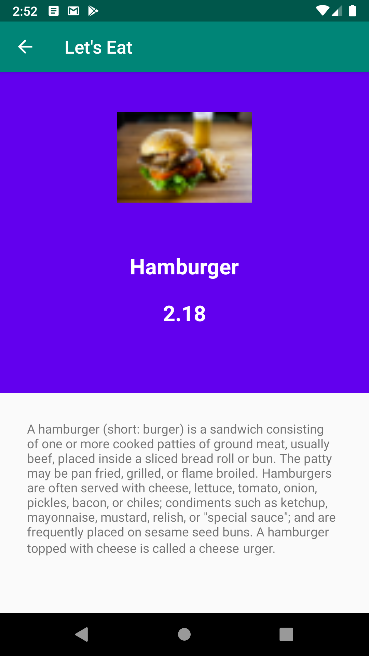 2:52
Let's Eat
Hamburger
2.18
A hamburger (short: burger) is a sandwich consisting
of one or more cooked patties of ground meat, usually
beef, placed inside a sliced bread roll or bun. The patty
may be pan fried, grilled, or flame broiled. Hamburgers
are often served with cheese, lettuce, tomato, onion,
pickles, bacon, or chiles; condiments such as ketchup,
mayonnaise, mustard, relish, or "special sauce"; and are
frequently placed on sesame seed buns. A hamburger
topped with cheese is called a cheese urger.